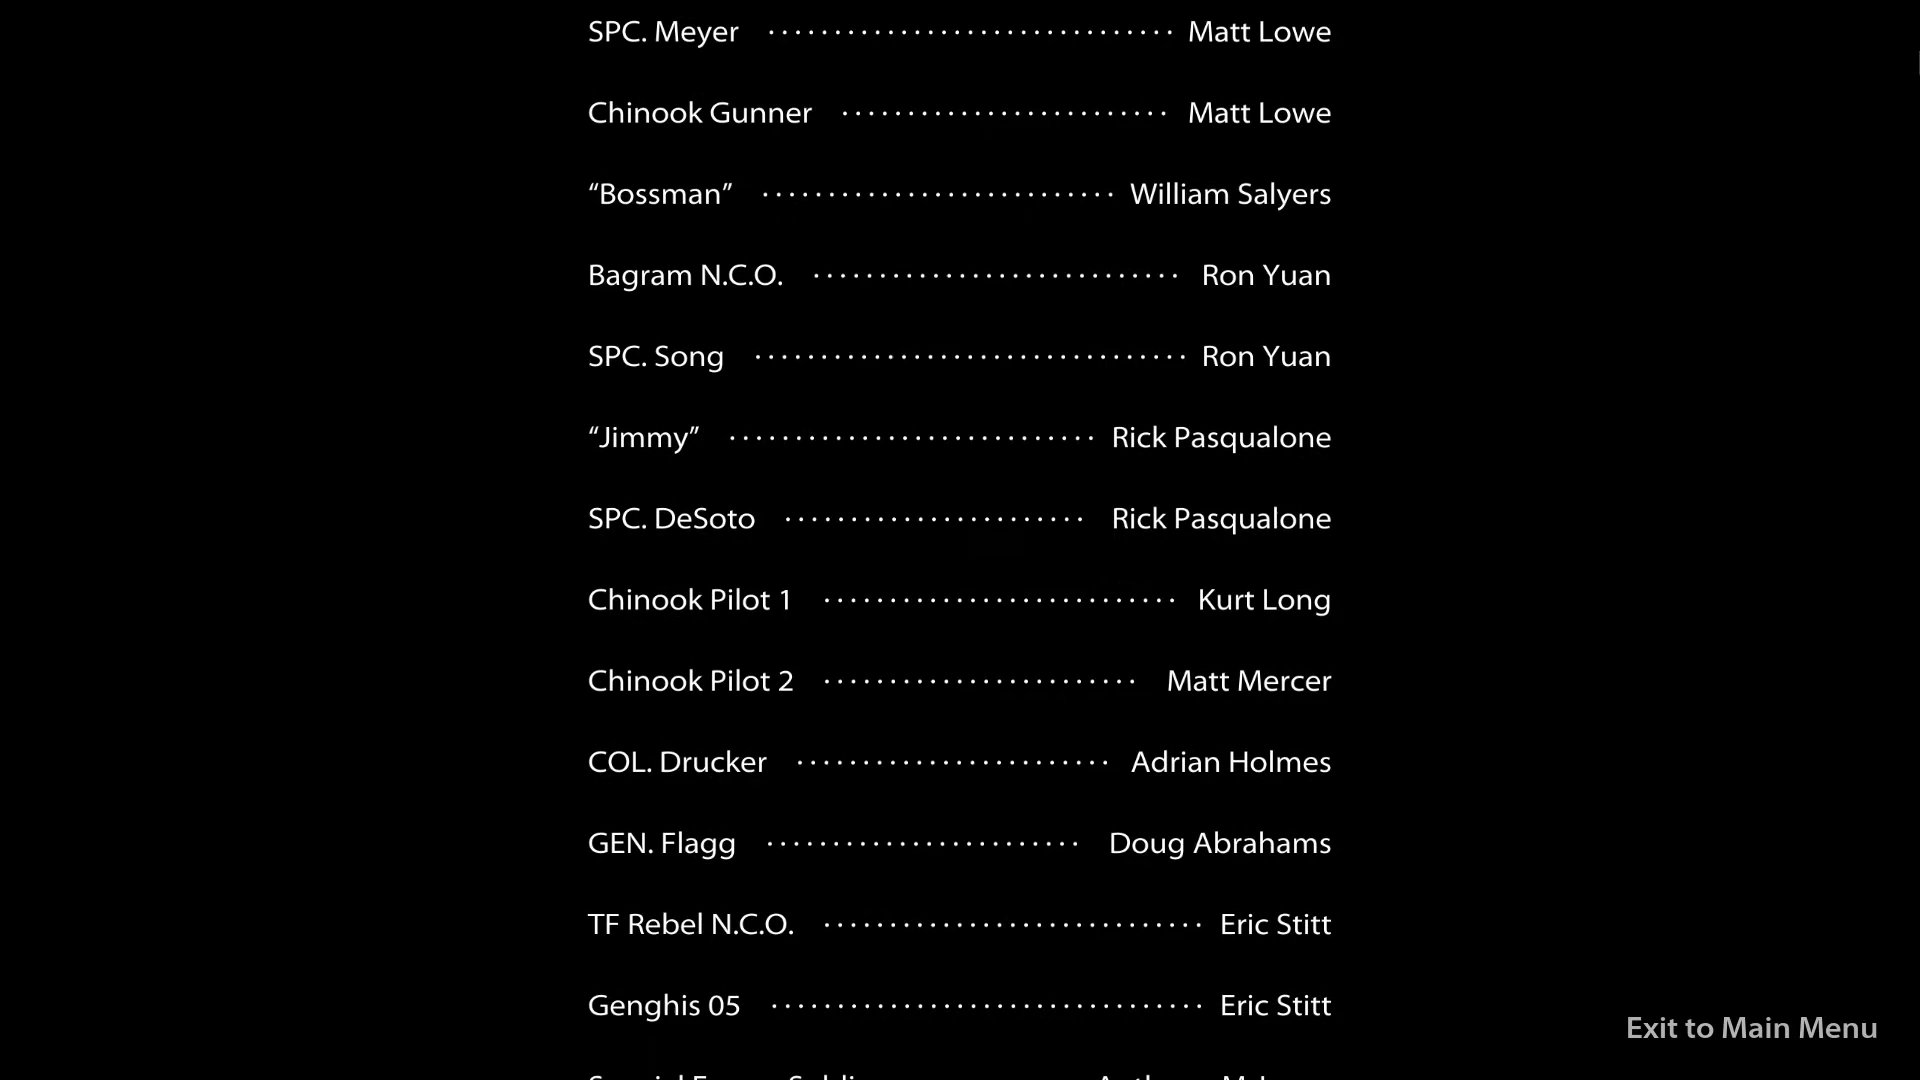 SPC. Meyer ............................... Matt Lowe
Chinook Gunner ......................... Matt Lowe
“Bossman” ........................... William Salyers
Bagram N.C.O. ............................ Ron Yuan
SPC. Song ................................. Ron Yuan
“Jimmy” ............................ Rick Pasqualone
SPC. DeSoto ....................... Rick Pasqualone
Chinook Pilot 1 ........................... Kurt Long
Chinook Pilot 2 ........................ Matt Mercer
COL. Drucker ........................ Adrian Holmes
GEN. Flagg ........................ Doug Abrahams
TF Rebel N.C.O. ............................. Eric Stitt
Genghis 05 ................................. Eric Stitt
Exit to Main Menu